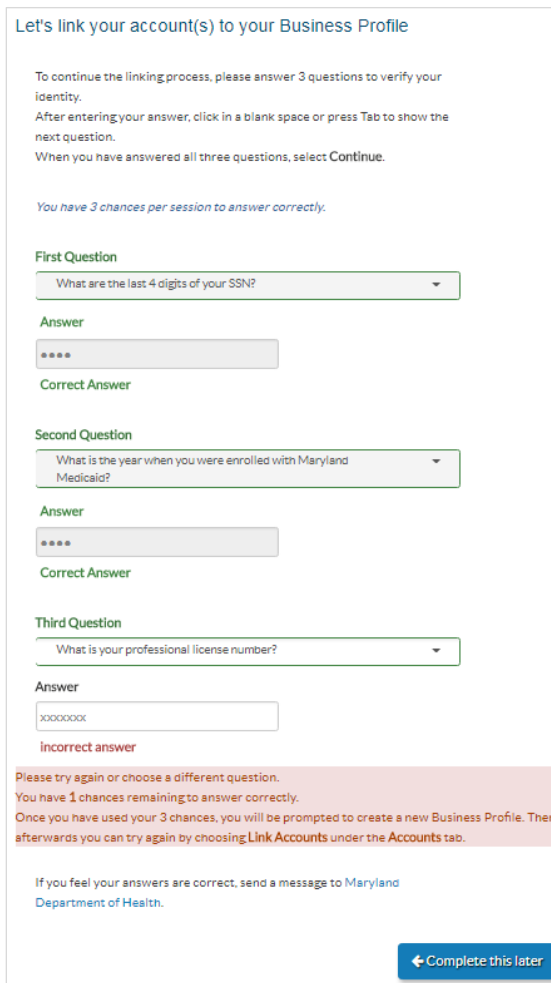 Let's link your account(s) to your Business Profile
To continue the linking process, please answer 3 questions to verify your
identity.
After entering your answer, click in a blank space or press Tab to show the
next question.
When you have answered all three questions, select Continue.
You have 3 chances per session to answer correctly.
First Question
What are the last 4 digits of your SSN?
Answer
••••
Correct Answer
Second Question
What is the year when you were enrolled with Maryland
Medicaid?
Answer
••••
Correct Answer
Third Question
What is your professional license number?
Answer
xxxxxxx
incorrect answer
Please try again or choose a different question.
You have 1 chances remaining to answer correctly.
Once you have used your 3 chances, you will be prompted to create a new Business Profile. Then
afterwards you can try again by choosing Link Accounts under the Accounts tab.
If you feel your answers are correct, send a message to Maryland
Department of Health.
Complete this later